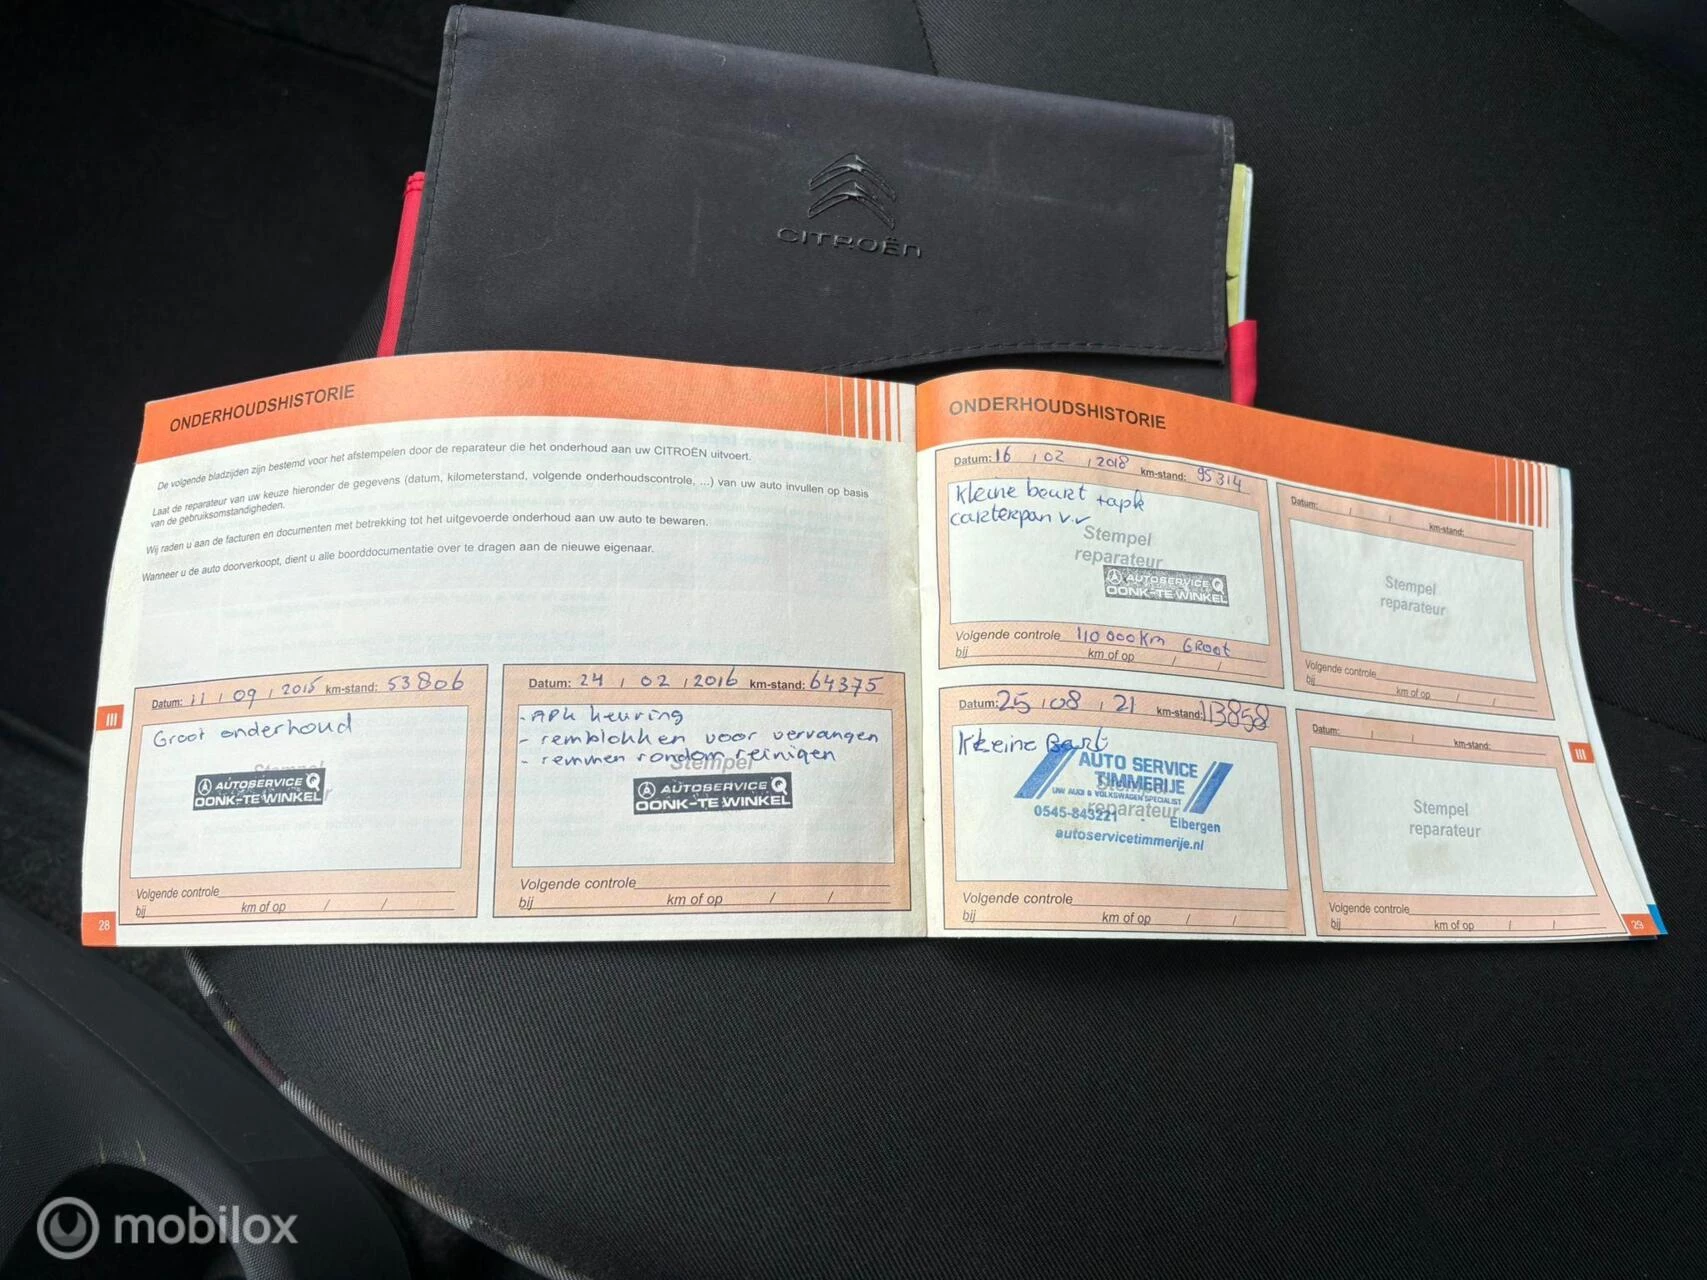 CITROËN
ONDERHOUDSHISTORIE
De volgende bladzijden zijn bestemd voor het afstempelen door de reparateur die het onderhoud aan uw CITROËN uitvoert.
Laat de reparateur van uw keuze hieronder de gegevens (datum, kilometerstand, volgende onderhoudscontrole, ...) van uw auto invullen op basis
van de gebruiksomstandigheden.
Wij raden u aan de facturen en documenten met betrekking tot het uitgevoerde onderhoud aan uw auto te bewaren.
Wanneer u de auto doorverkoopt, dient u alle boorddocumentatie over te dragen aan de nieuwe eigenaar.
III
Datum: 11 / 09 / 2015 km-stand: 53806
Groot onderhoud
Stempel
AUTOSERVICE
OONK-TE WINKEL
Volgende controle
bij km of op / /
28
Datum: 24 / 02 / 2016 km-stand: 64375
- APK keuring
- remblokken voor vervangen
- remmen rondom reinigen
Stempel
AUTOSERVICE
OONK-TE WINKEL
Volgende controle
bij km of op / /
ONDERHOUDSHISTORIE
Datum: 16 / 02 / 2018 km-stand: 95314
Kleine beurt + apk
carterpan v.v
Stempel
reparateur
AUTOSERVICE
OONK-TE WINKEL
Volgende controle 110 000 km GROOT
bij km of op / /
Datum: / / km-stand:
Stempel
reparateur
Volgende controle
bij km of op / /
Datum: 25 / 08 / 21 km-stand: 113858
Kleine
AUTO SERVICE
TIMMERIJE
UW AUDI & VOLKSWAGEN SPECIALIST
reparateur
0545-843221 - Eibergen
autoservicetimmerije.nl
Volgende controle
bij km of op / /
Datum: / / km-stand:
Stempel
reparateur
Volgende controle
bij km of op / /
III
29
mobilox